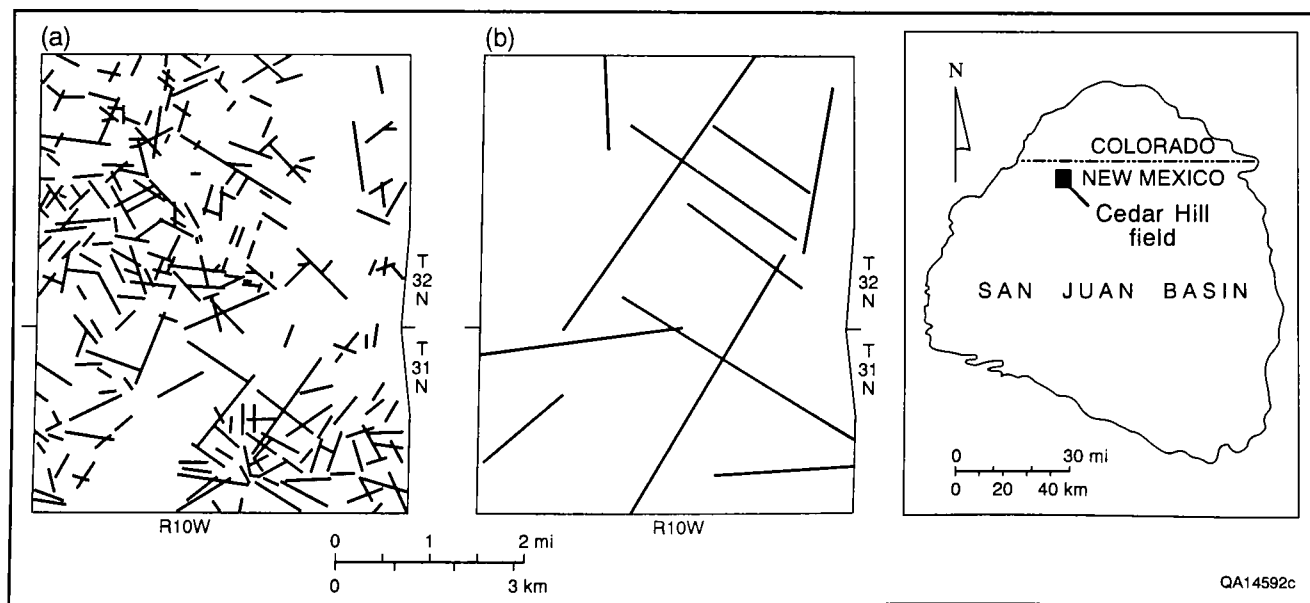 (a)
T
32
N
T
31
N
R10W
(b)
T
32
N
T
31
N
R10W
0 1 2 mi
0 3 km
N
COLORADO
NEW MEXICO
Cedar Hill
field
SAN JUAN BASIN
0 30 mi
0 20 40 km
QA14592c